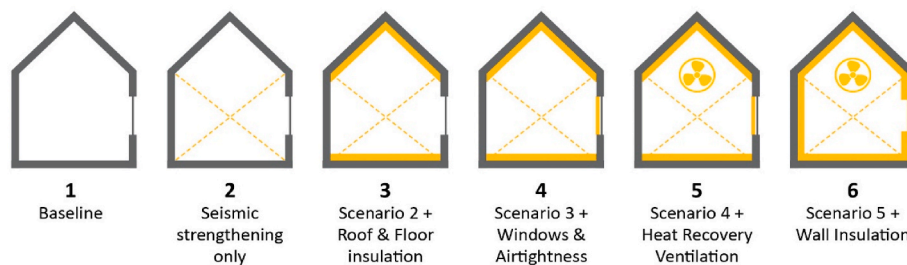 1
Baseline
2
Seismic
strengthening
only
3
Scenario 2 +
Roof & Floor
insulation
4
Scenario 3 +
Windows &
Airtightness
5
Scenario 4 +
Heat Recovery
Ventilation
6
Scenario 5 +
Wall Insulation